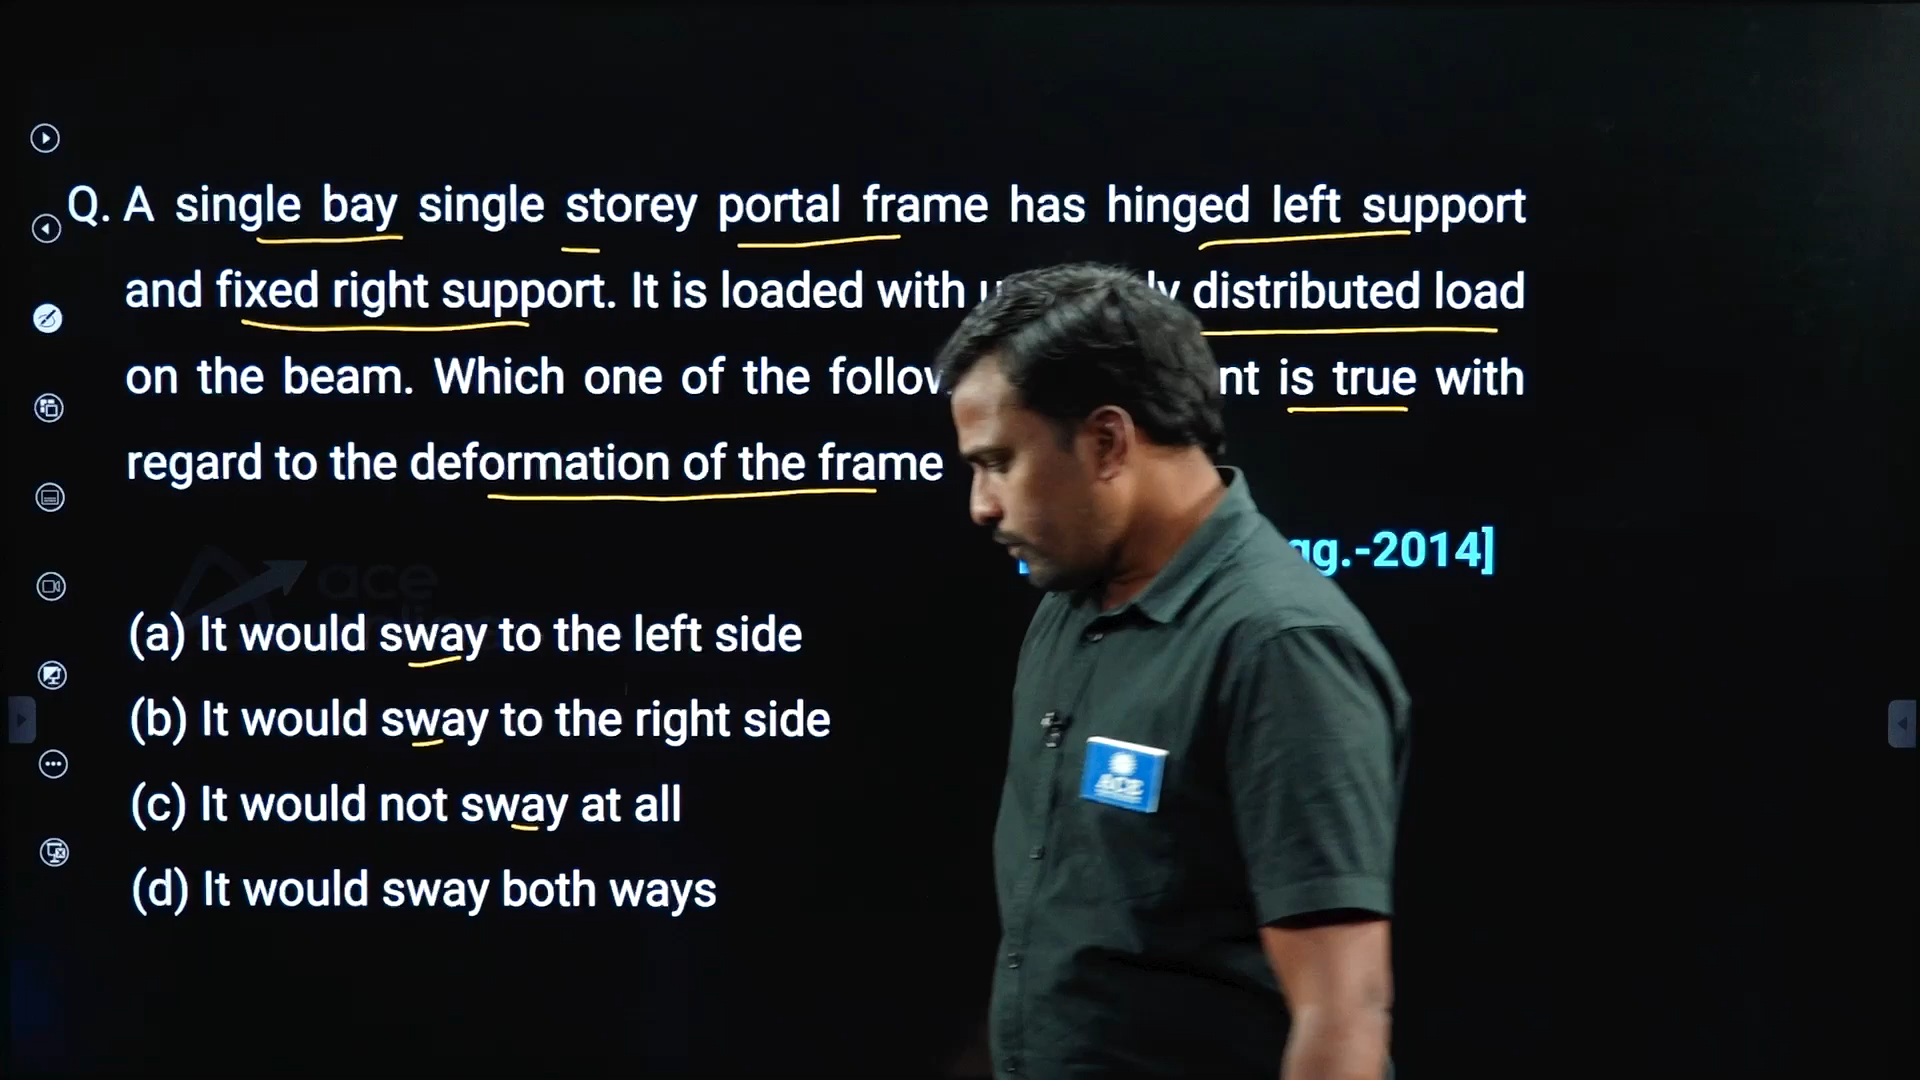 Q. A single bay single storey portal frame has hinged left support
and fixed right support. It is loaded with distributed load
on the beam. Which one of the is true with
regard to the deformation of the frame
-2014]
ace
(a) It would sway to the left side
(b) It would sway to the right side
(c) It would not sway at all
(d) It would sway both ways
ACE